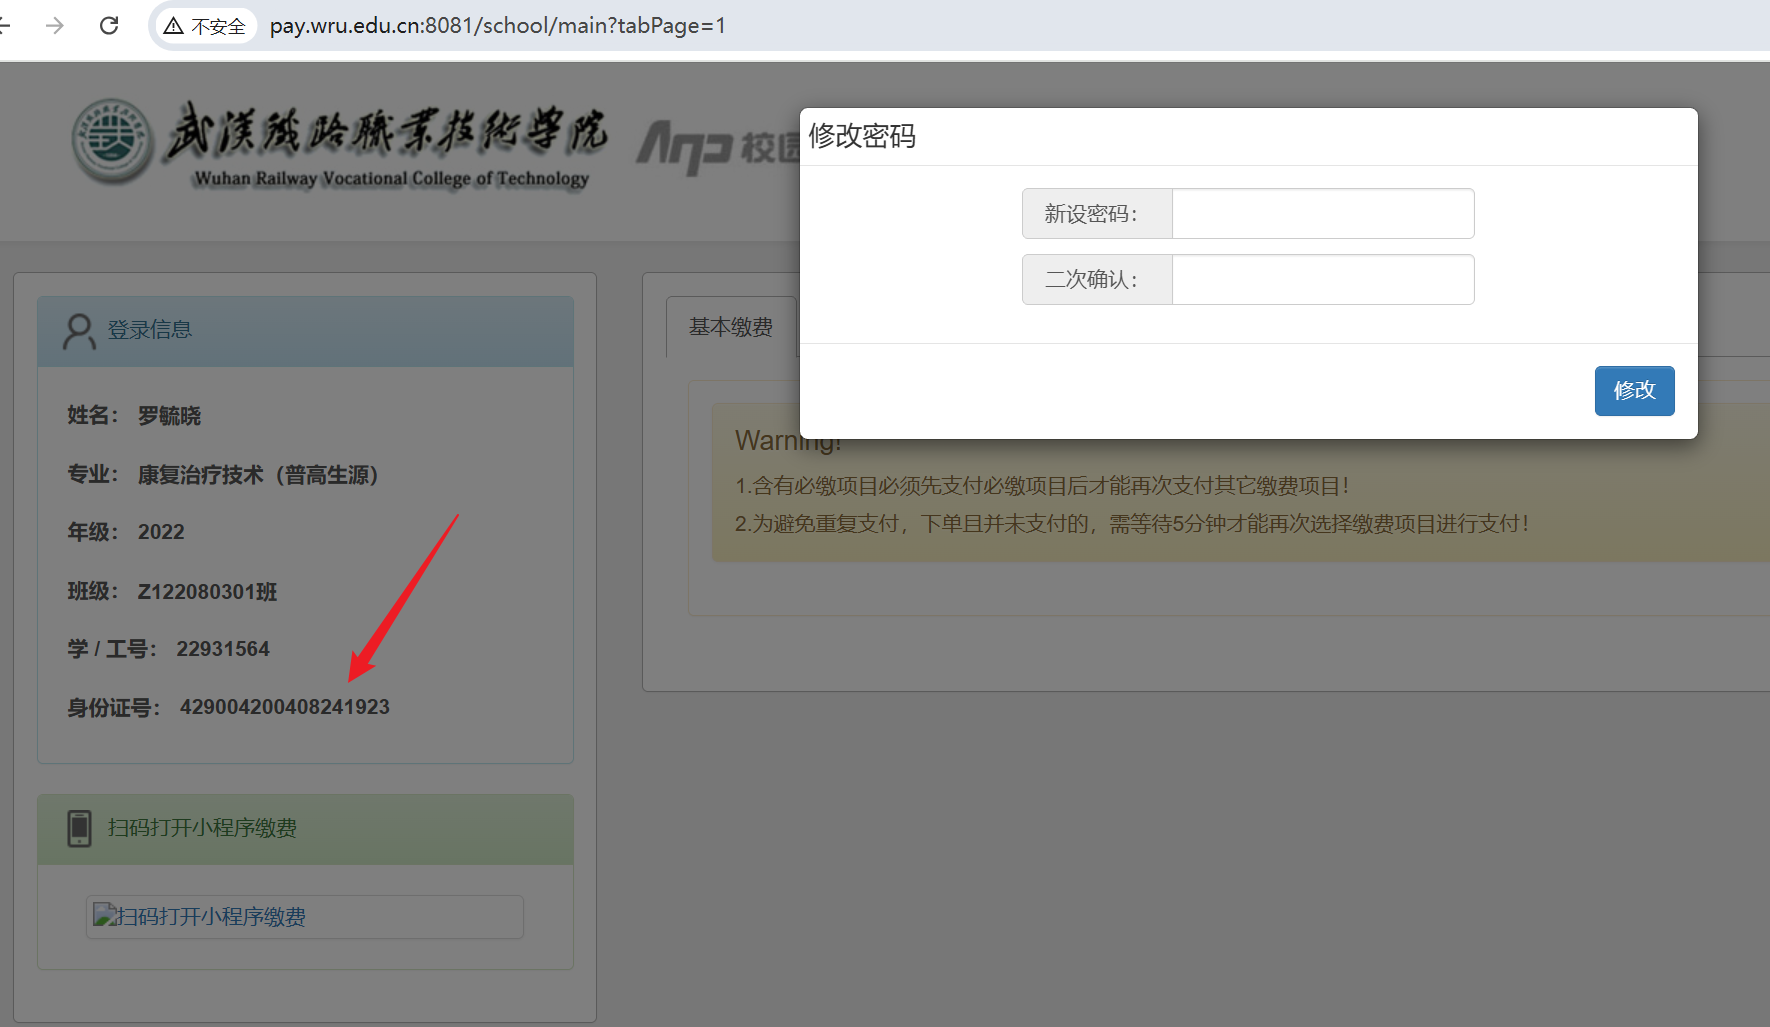 不安全 pay.wru.edu.cn:8081/school/main?tabPage=1
武漢鐵路職業技術學院
Wuhan Railway Vocational College of Technology
校园
修改密码
新设密码：
二次确认：
修改
登录信息
姓名： 罗毓晓
专业： 康复治疗技术（普高生源）
年级： 2022
班级： Z122080301班
学 / 工号： 22931564
身份证号： 429004200408241923
扫码打开小程序缴费
扫码打开小程序缴费
基本缴费
Warning!
1.含有必缴项目必须先支付必缴项目后才能再次支付其它缴费项目！
2.为避免重复支付，下单且并未支付的，需等待5分钟才能再次选择缴费项目进行支付！